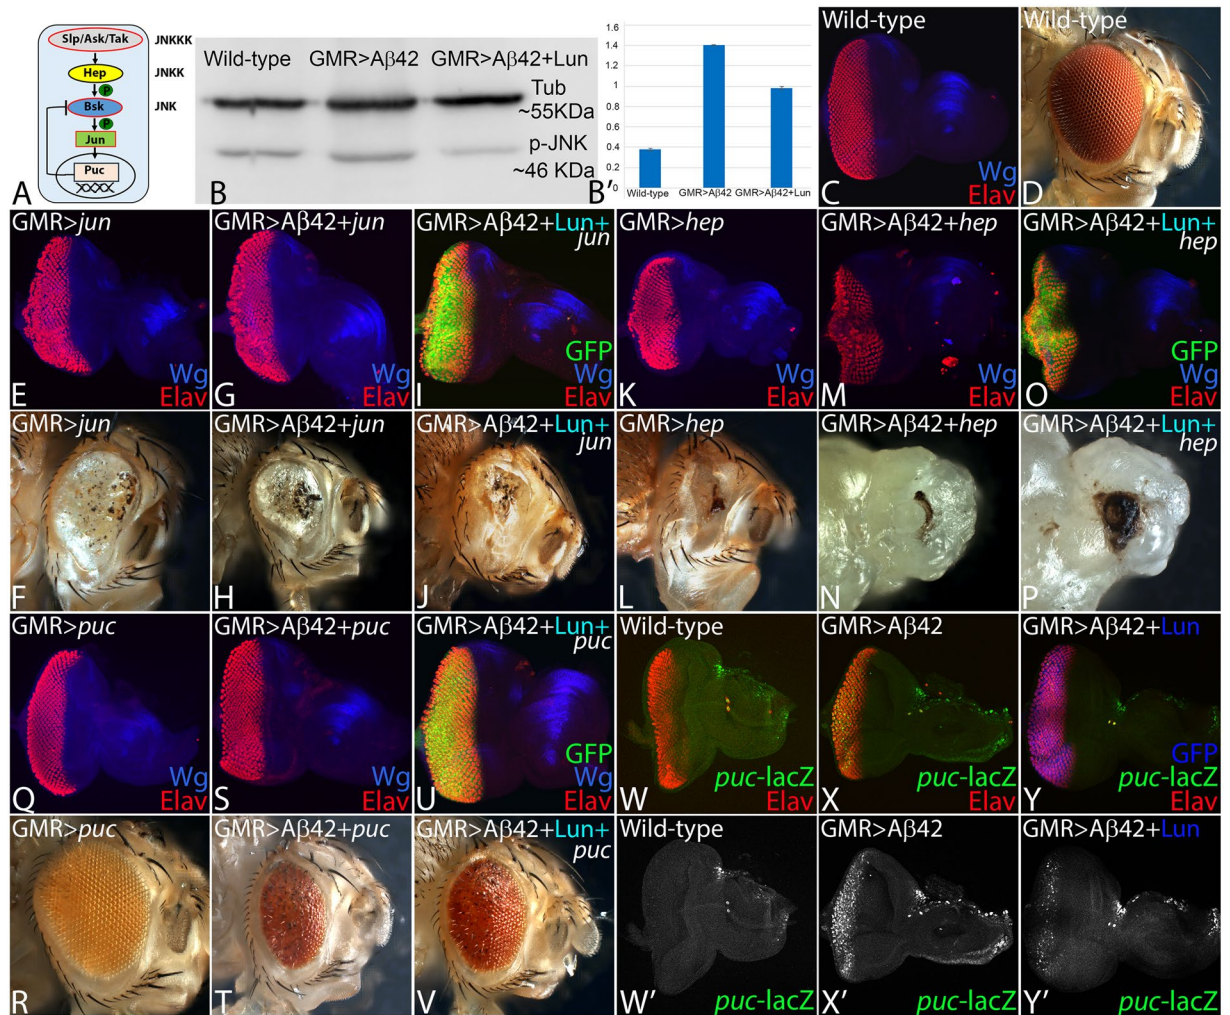 Slp/Ask/Tak JNKKK
Hep JNKK
P
Bsk JNK
P
Jun
Puc
A
Wild-type GMR>Aβ42 GMR>Aβ42+Lun
Tub
~55KDa
p-JNK
~46 KDa
B
1.6
1.4
1.2
1
0.8
0.6
0.4
0.2
0
Wild-type GMR>Aβ42 GMR>Aβ42+Lun
B'
Wild-type
Wg
Elav
C
Wild-type
D
GMR>jun
Wg
Elav
E
GMR>Aβ42+jun
Wg
Elav
G
GMR>Aβ42+Lun+
jun
GFP
Wg
Elav
I
GMR>hep
Wg
Elav
K
GMR>Aβ42+hep
Wg
Elav
M
GMR>Aβ42+Lun+
hep
GFP
Wg
Elav
O
GMR>jun
F
GMR>Aβ42+jun
H
GMR>Aβ42+Lun+
jun
J
GMR>hep
L
GMR>Aβ42+hep
N
GMR>Aβ42+Lun+
hep
P
GMR>puc
Wg
Elav
Q
GMR>Aβ42+puc
Wg
Elav
S
GMR>Aβ42+Lun+
puc
GFP
Wg
Elav
U
Wild-type
puc-lacZ
Elav
W
GMR>Aβ42
puc-lacZ
Elav
X
GMR>Aβ42+Lun
GFP
puc-lacZ
Elav
Y
GMR>puc
R
GMR>Aβ42+puc
T
GMR>Aβ42+Lun+
puc
V
Wild-type
W' puc-lacZ
GMR>Aβ42
X' puc-lacZ
GMR>Aβ42+Lun
Y' puc-lacZ